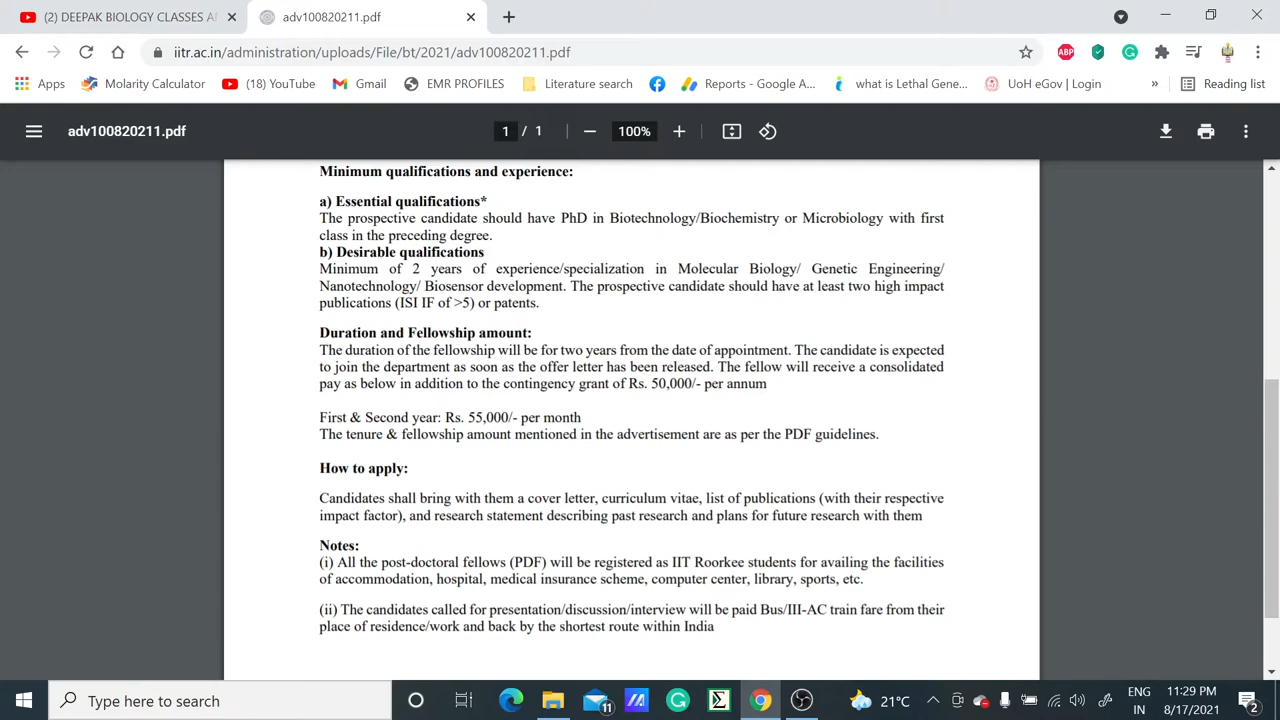 (2) DEEPAK BIOLOGY CLASSES AI
adv100820211.pdf
iitr.ac.in/administration/uploads/File/bt/2021/adv100820211.pdf
ABP
Apps
Molarity Calculator
(18) YouTube
Gmail
EMR PROFILES
Literature search
Reports - Google A...
what is Lethal Gene...
UoH eGov | Login
»
Reading list
adv100820211.pdf
1 / 1
100%
Minimum qualifications and experience:
a) Essential qualifications*
The prospective candidate should have PhD in Biotechnology/Biochemistry or Microbiology with first
class in the preceding degree.
b) Desirable qualifications
Minimum of 2 years of experience/specialization in Molecular Biology/ Genetic Engineering/
Nanotechnology/ Biosensor development. The prospective candidate should have at least two high impact
publications (ISI IF of >5) or patents.
Duration and Fellowship amount:
The duration of the fellowship will be for two years from the date of appointment. The candidate is expected
to join the department as soon as the offer letter has been released. The fellow will receive a consolidated
pay as below in addition to the contingency grant of Rs. 50,000/- per annum
First & Second year: Rs. 55,000/- per month
The tenure & fellowship amount mentioned in the advertisement are as per the PDF guidelines.
How to apply:
Candidates shall bring with them a cover letter, curriculum vitae, list of publications (with their respective
impact factor), and research statement describing past research and plans for future research with them
Notes:
(i) All the post-doctoral fellows (PDF) will be registered as IIT Roorkee students for availing the facilities
of accommodation, hospital, medical insurance scheme, computer center, library, sports, etc.
(ii) The candidates called for presentation/discussion/interview will be paid Bus/III-AC train fare from their
place of residence/work and back by the shortest route within India
Type here to search
11
21°C
ENG
IN
11:29 PM
8/17/2021
2